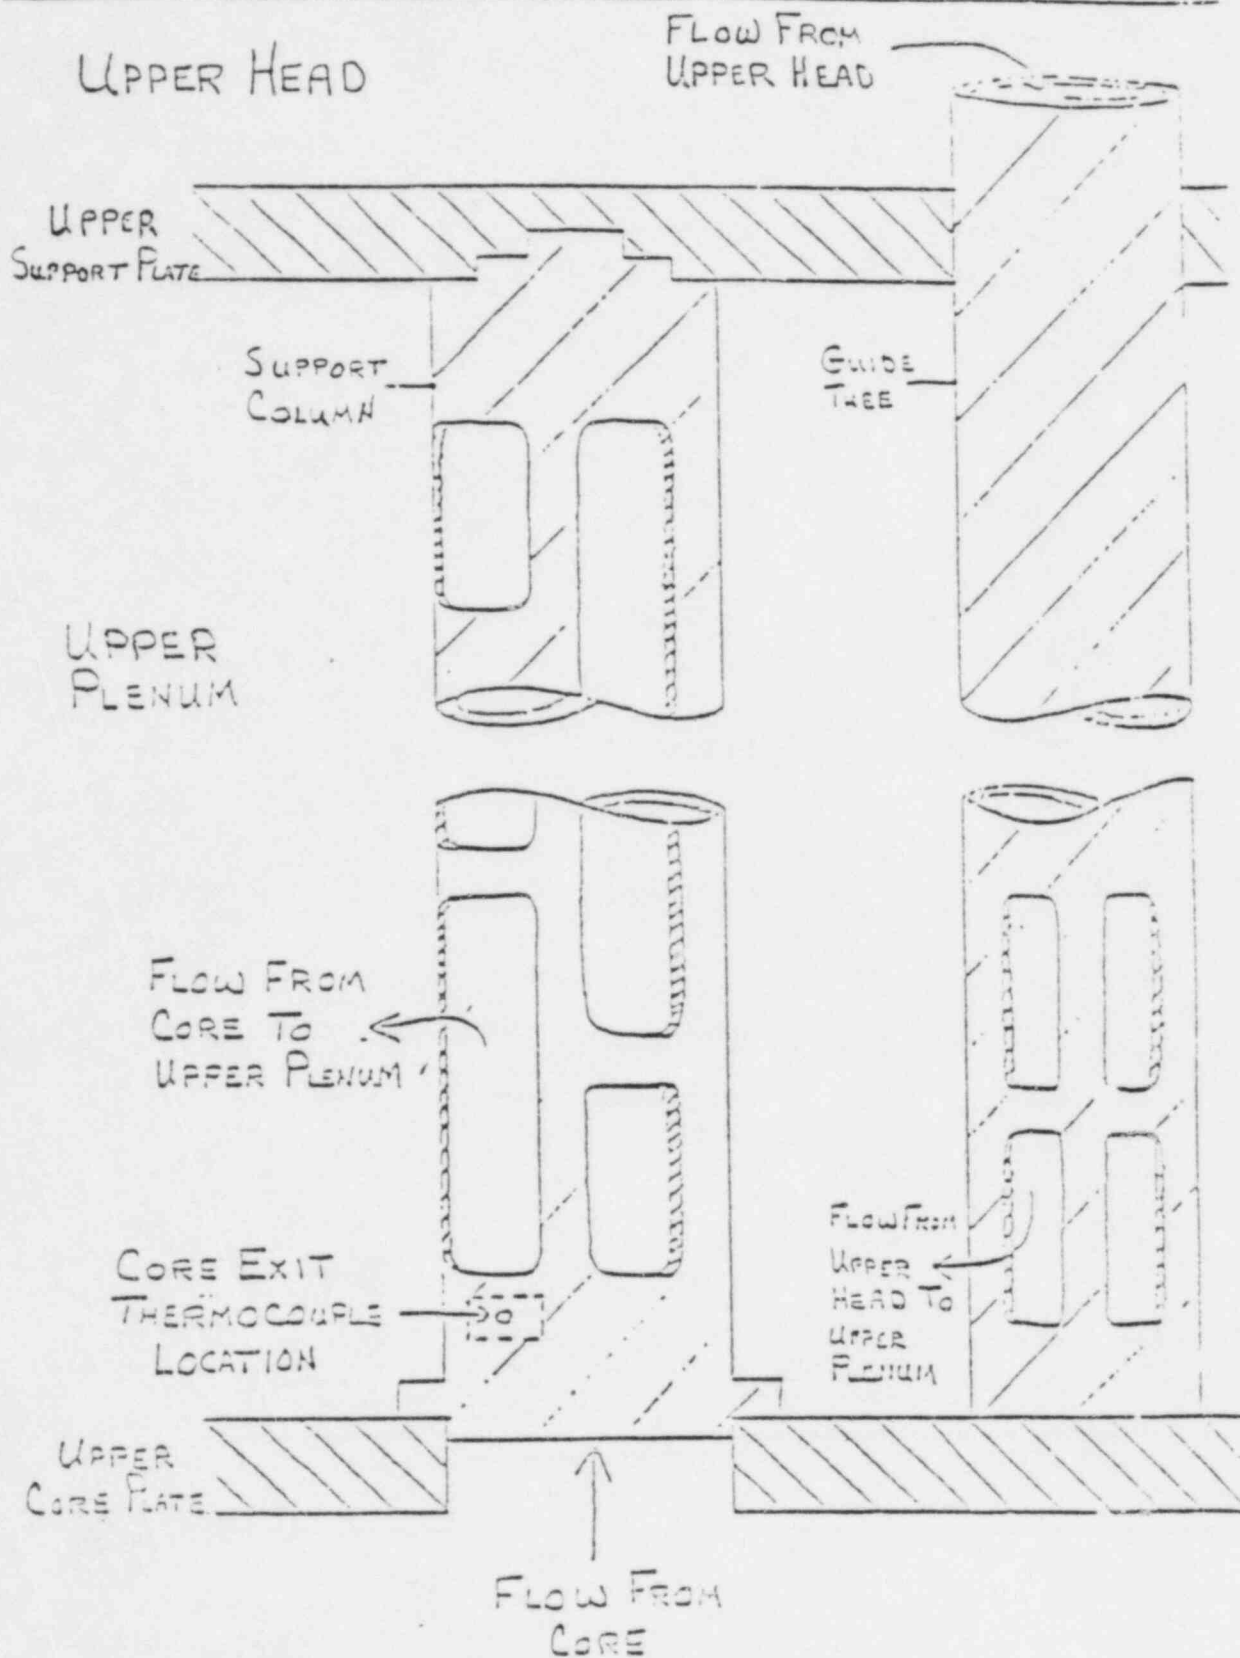 UPPER HEAD
FLOW FROM
UPPER HEAD
UPPER
SUPPORT PLATE
SUPPORT
COLUMN
GUIDE
TREE
UPPER
PLENUM
FLOW FROM
CORE TO
UPPER PLENUM
CORE EXIT
THERMOCOUPLE
LOCATION
FLOW FROM
UPPER
HEAD TO
UPPER
PLENUM
UPPER
CORE PLATE
FLOW FROM
CORE